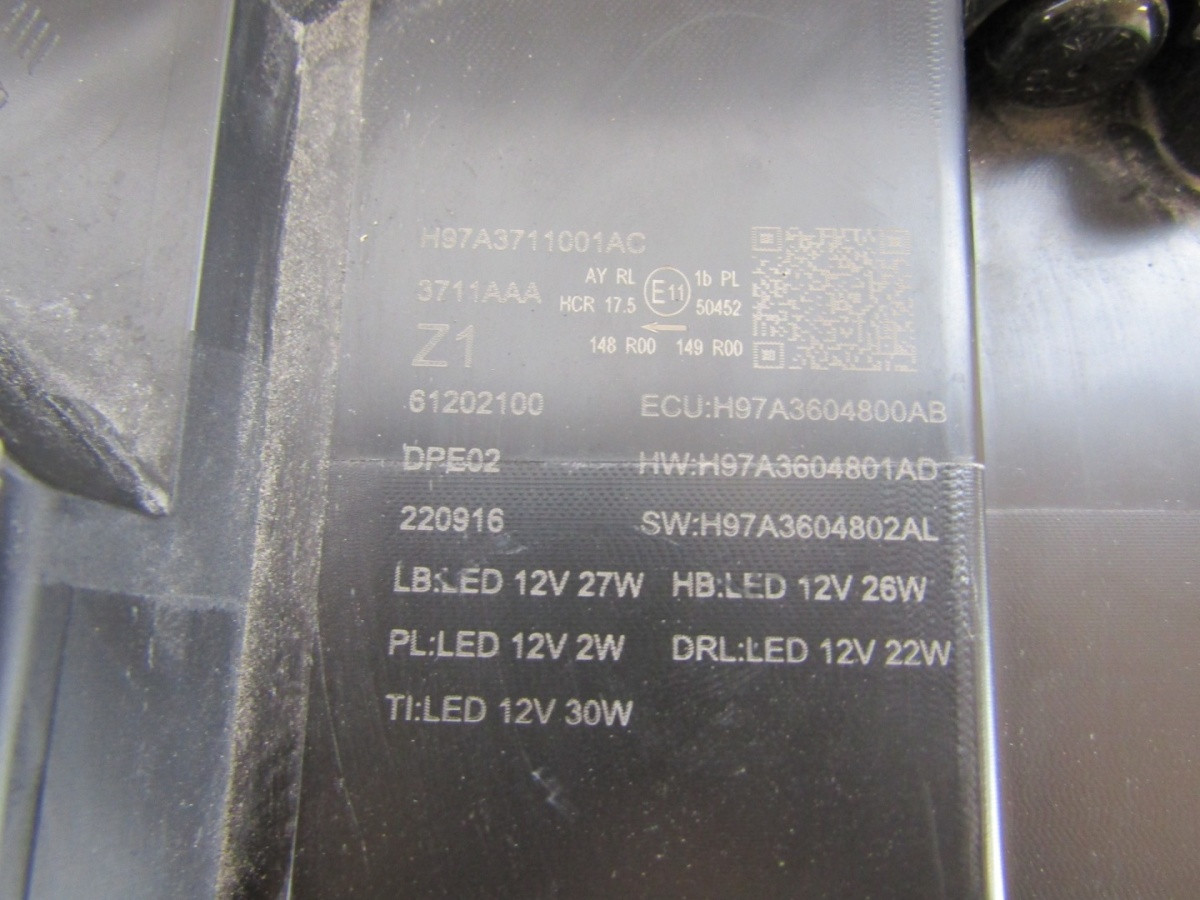 H97A3711001AC
3711AAA
Z1
AY RL E11 1b PL
HCR 17.5 50452
148 R00 149 R00
61202100 ECU:H97A3604800AB
DPE02 HW:H97A3604801AD
220916 SW:H97A3604802AL
LB:LED 12V 27W HB:LED 12V 26W
PL:LED 12V 2W DRL:LED 12V 22W
TI:LED 12V 30W